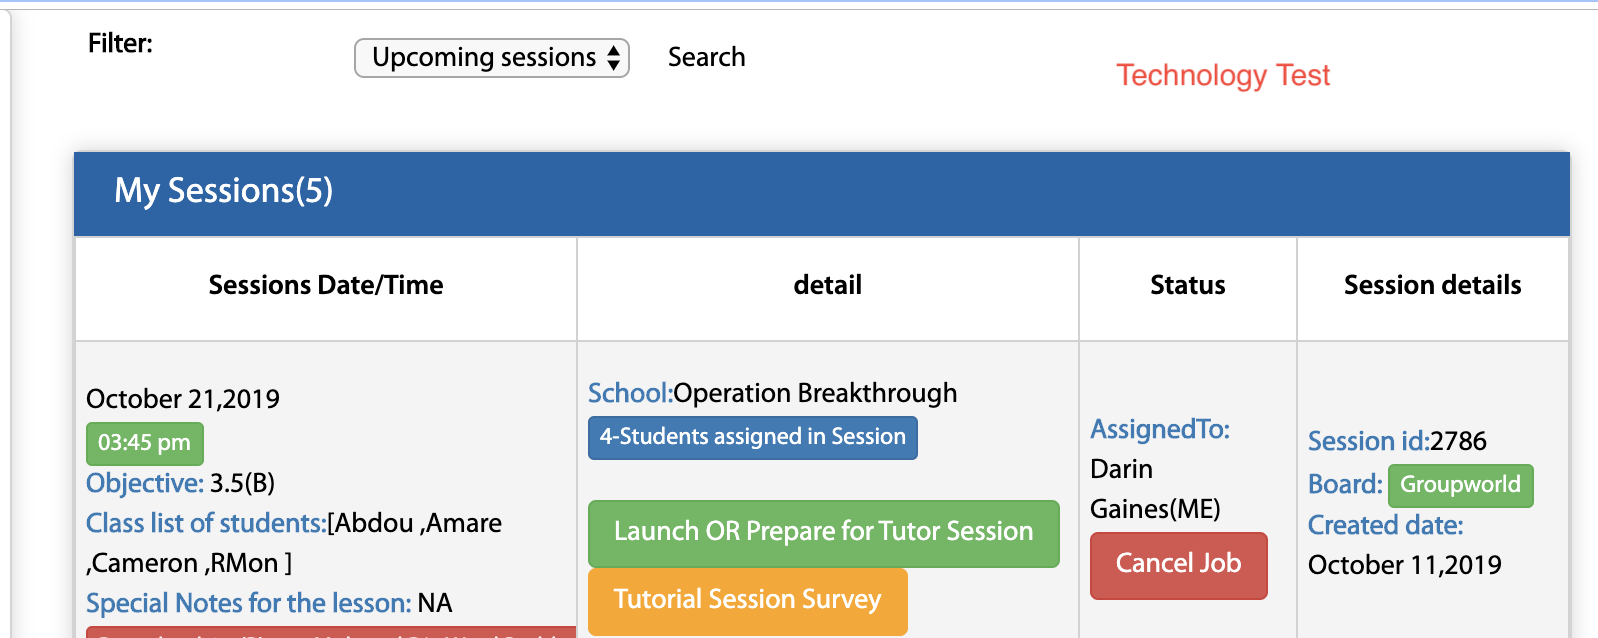 Filter:
Upcoming sessions
Search
Technology Test
My Sessions(5)
Sessions Date/Time
detail
Status
Session details
October 21,2019
03:45 pm
Objective: 3.5(B)
Class list of students:[Abdou ,Amare
,Cameron ,RMon ]
Special Notes for the lesson: NA
School:Operation Breakthrough
4-Students assigned in Session
Launch OR Prepare for Tutor Session
Tutorial Session Survey
AssignedTo:
Darin
Gaines(ME)
Cancel Job
Session id:2786
Board: Groupworld
Created date:
October 11,2019